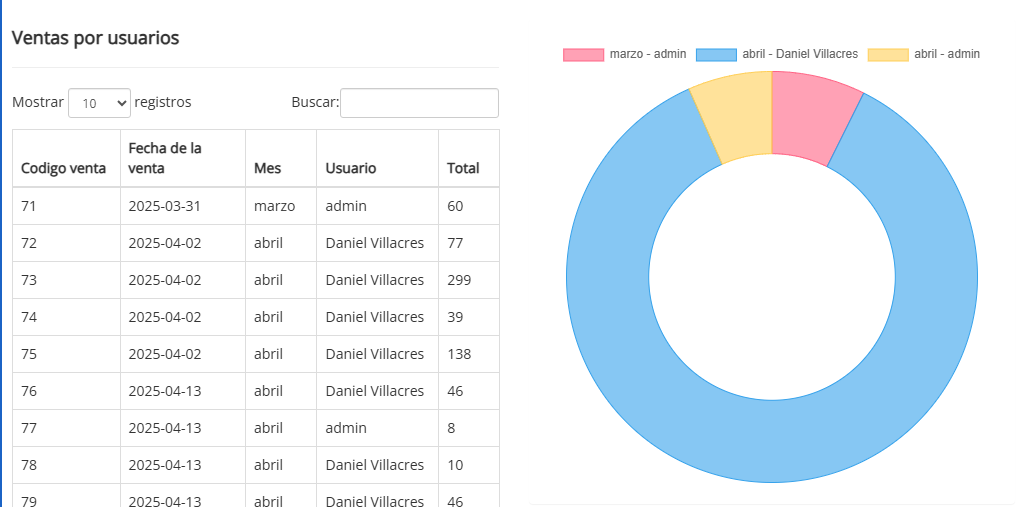 Ventas por usuarios
Mostrar 10 registros Buscar:
Codigo venta Fecha de la venta Mes Usuario Total
71 2025-03-31 marzo admin 60
72 2025-04-02 abril Daniel Villacres 77
73 2025-04-02 abril Daniel Villacres 299
74 2025-04-02 abril Daniel Villacres 39
75 2025-04-02 abril Daniel Villacres 138
76 2025-04-13 abril Daniel Villacres 46
77 2025-04-13 abril admin 8
78 2025-04-13 abril Daniel Villacres 10
79 2025-04-13 abril Daniel Villacres 46
marzo - admin abril - Daniel Villacres abril - admin